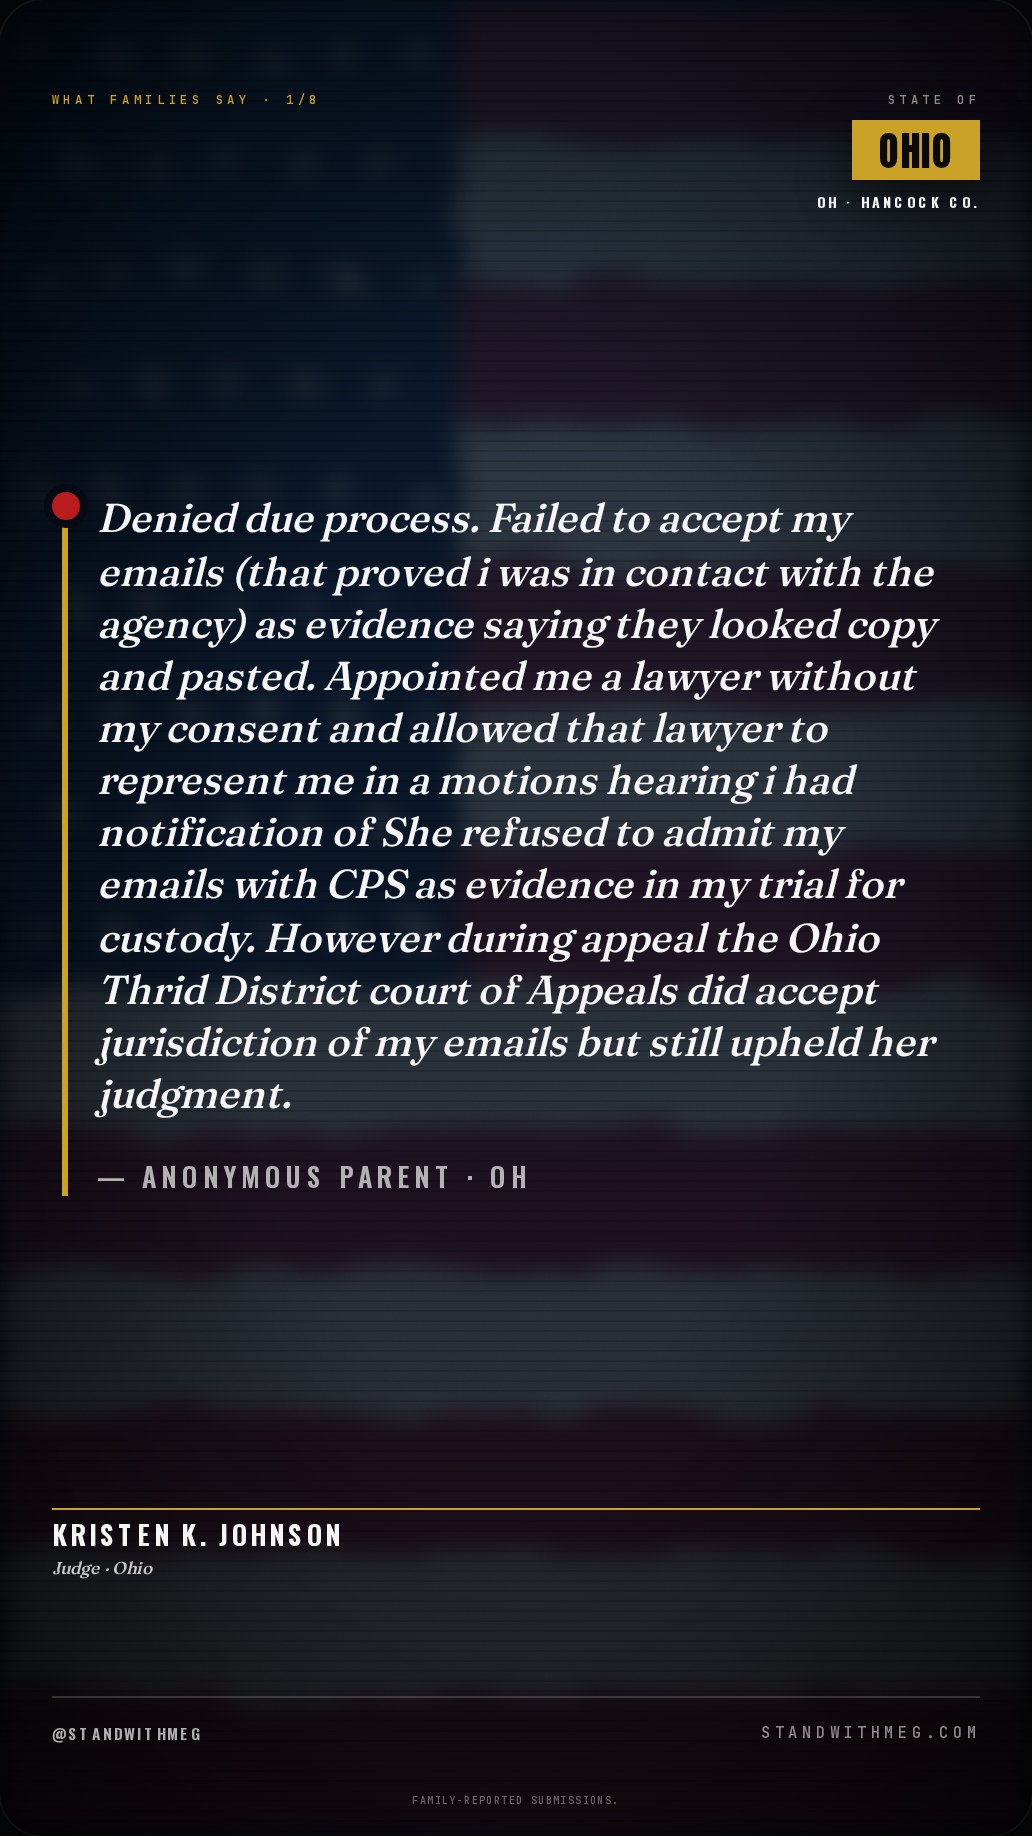 WHAT FAMILIES SAY · 1/8
STATE OF
OHIO
OH · HANCOCK CO.
Denied due process. Failed to accept my
emails (that proved i was in contact with the
agency) as evidence saying they looked copy
and pasted. Appointed me a lawyer without
my consent and allowed that lawyer to
represent me in a motions hearing i had
notification of She refused to admit my
emails with CPS as evidence in my trial for
custody. However during appeal the Ohio
Thrid District court of Appeals did accept
jurisdiction of my emails but still upheld her
judgment.
— ANONYMOUS PARENT · OH
KRISTEN K. JOHNSON
Judge · Ohio
@STANDWITHMEG
STANDWITHMEG.COM
FAMILY-REPORTED SUBMISSIONS.